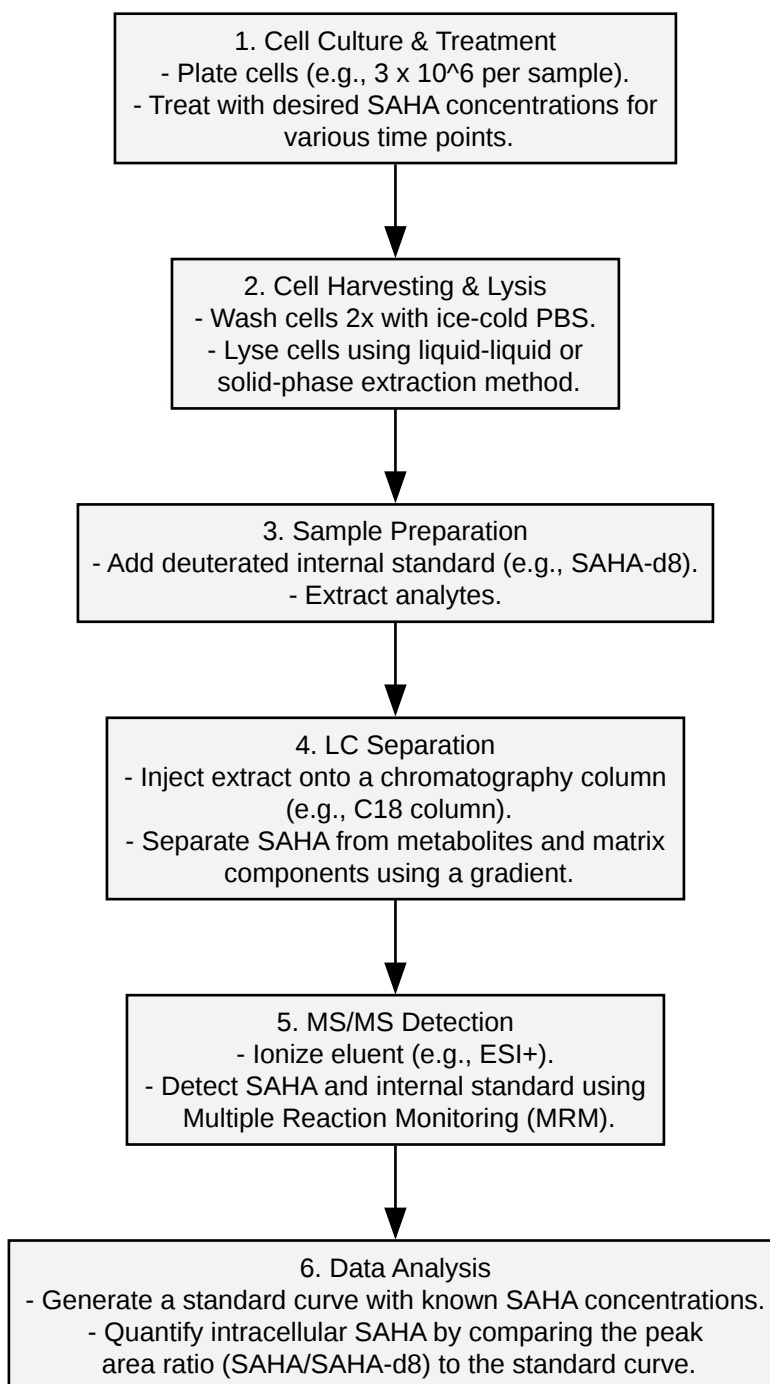 1. Cell Culture & Treatment
- Plate cells (e.g., 3 x 10^6 per sample).
- Treat with desired SAHA concentrations for
various time points.
2. Cell Harvesting & Lysis
- Wash cells 2x with ice-cold PBS.
- Lyse cells using liquid-liquid or
solid-phase extraction method.
3. Sample Preparation
- Add deuterated internal standard (e.g., SAHA-d8).
- Extract analytes.
4. LC Separation
- Inject extract onto a chromatography column
(e.g., C18 column).
- Separate SAHA from metabolites and matrix
components using a gradient.
5. MS/MS Detection
- Ionize eluent (e.g., ESI+).
- Detect SAHA and internal standard using
Multiple Reaction Monitoring (MRM).
6. Data Analysis
- Generate a standard curve with known SAHA concentrations.
- Quantify intracellular SAHA by comparing the peak
area ratio (SAHA/SAHA-d8) to the standard curve.